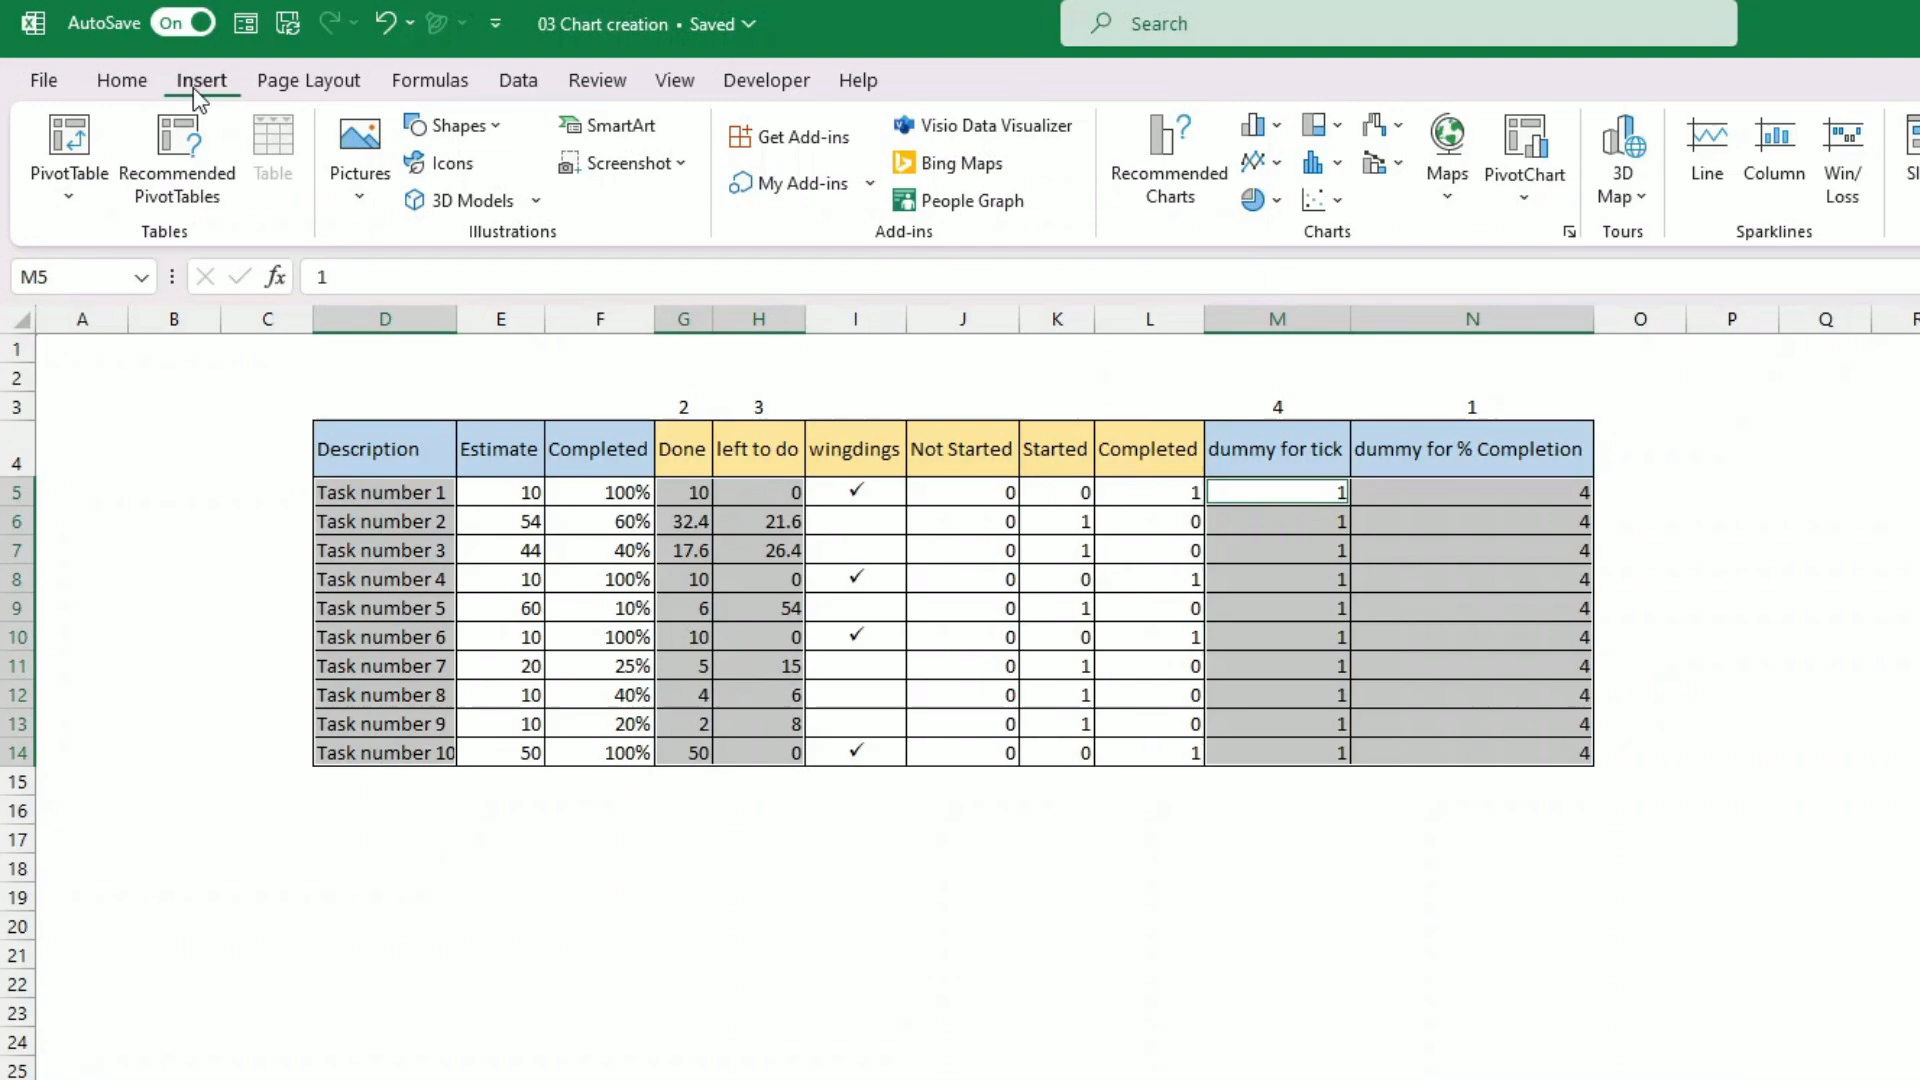 AutoSave On 03 Chart creation • Saved Search
File Home Insert Page Layout Formulas Data Review View Developer Help
PivotTable Recommended PivotTables Table Tables
Pictures Shapes Icons 3D Models SmartArt Screenshot Illustrations
Get Add-ins My Add-ins Visio Data Visualizer Bing Maps People Graph Add-ins
Recommended Charts Maps PivotChart Charts
3D Map Tours
Line Column Win/Loss Sparklines
M5 fx 1
A B C D E F G H I J K L M N O P Q
1
2
3 2 3 4 1
4 Description Estimate Completed Done left to do wingdings Not Started Started Completed dummy for tick dummy for % Completion
5 Task number 1 10 100% 10 0 ✓ 0 0 1 1 4
6 Task number 2 54 60% 32.4 21.6 0 1 0 1 4
7 Task number 3 44 40% 17.6 26.4 0 1 0 1 4
8 Task number 4 10 100% 10 0 ✓ 0 0 1 1 4
9 Task number 5 60 10% 6 54 0 1 0 1 4
10 Task number 6 10 100% 10 0 ✓ 0 0 1 1 4
11 Task number 7 20 25% 5 15 0 1 0 1 4
12 Task number 8 10 40% 4 6 0 1 0 1 4
13 Task number 9 10 20% 2 8 0 1 0 1 4
14 Task number 10 50 100% 50 0 ✓ 0 0 1 1 4
15
16
17
18
19
20
21
22
23
24
25